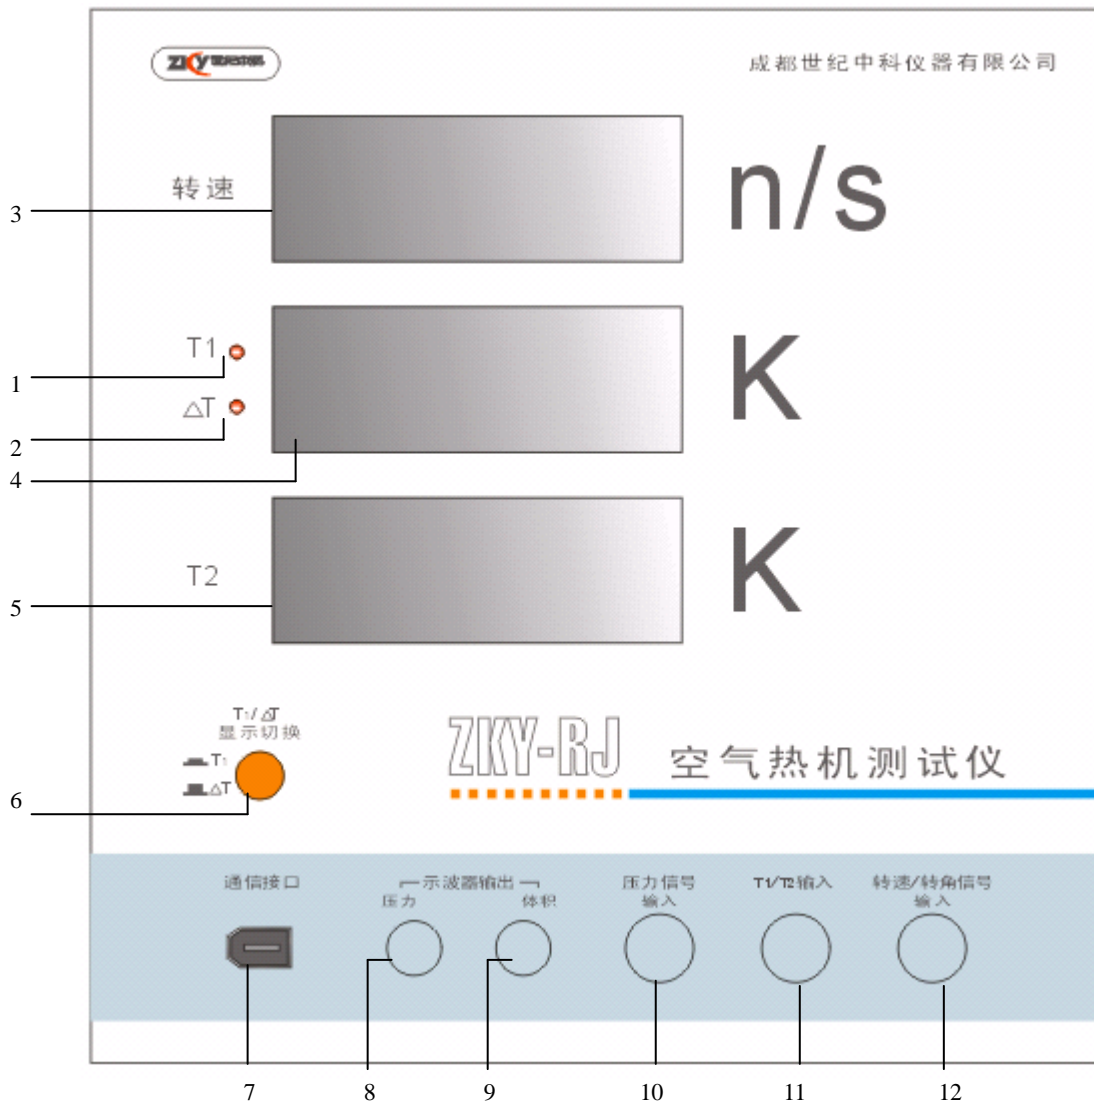 ZKY
成都世纪中科仪器有限公司
转速
n/s
3
T1
K
1
△T
2
4
T2
K
5
T1/△T
显示切换
T1
△T
6
ZKY-RJ
空气热机测试仪
通信接口
示波器输出
压力
体积
压力信号
输入
T1/T2输入
转速/转角信号
输入
7
8
9
10
11
12